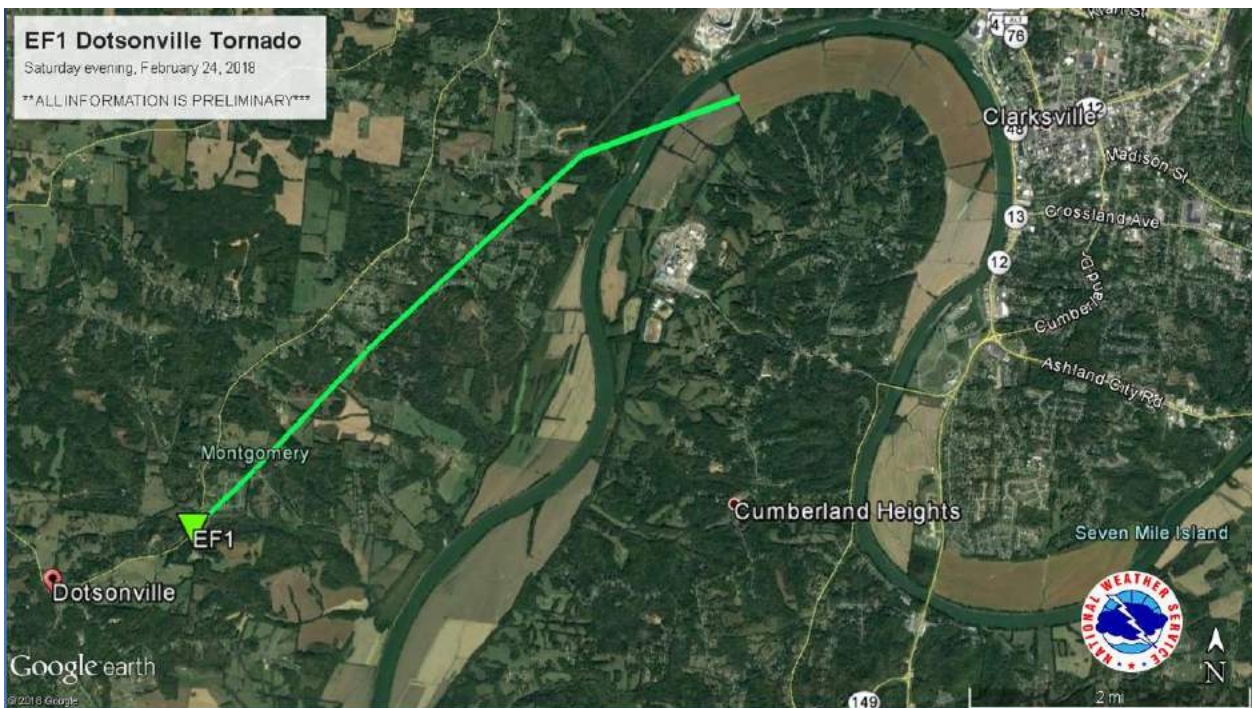 EF1 Dotsonville Tornado
Saturday evening, February 24, 2018
**ALL INFORMATION IS PRELIMINARY***
76
12
Clarksville
48
Madison St
13
Crossland Ave
12
Cumberland Dr
Ashland City Rd
Montgomery
EF1
Cumberland Heights
Seven Mile Island
Dotsonville
NATIONAL WEATHER SERVICE
Google earth
N
© 2018 Google
149
2 mi